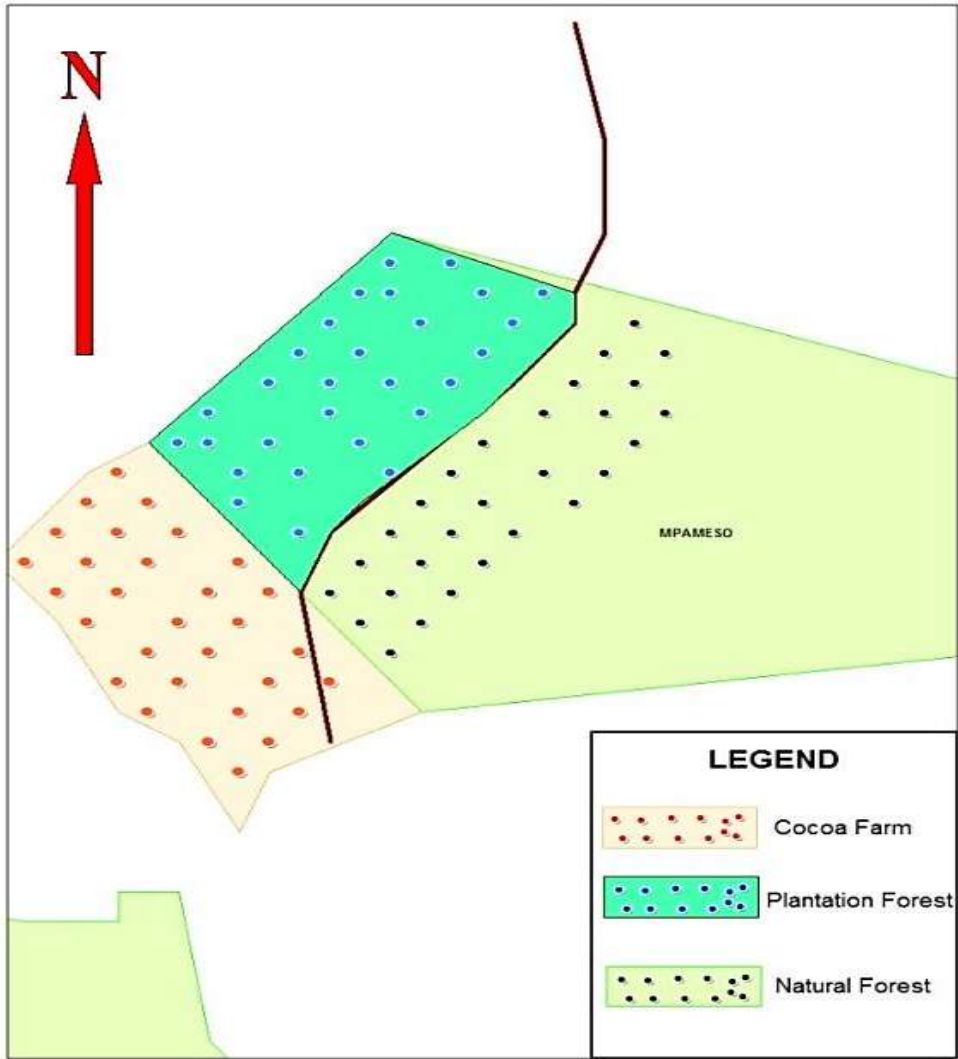 N
MPAMESO
LEGEND
Cocoa Farm
Plantation Forest
Natural Forest